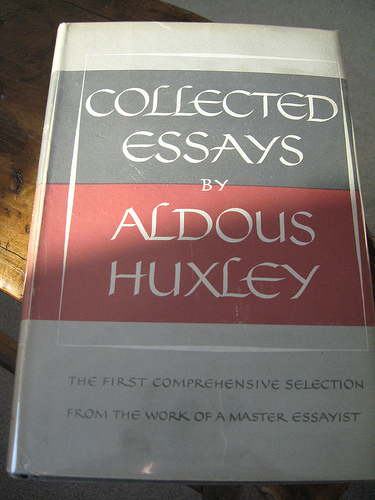 COLLECTED
ESSAYS
BY
ALDOUS
HUXLEY
THE FIRST COMPREHENSIVE SELECTION
FROM THE WORK OF A MASTER ESSAYIST